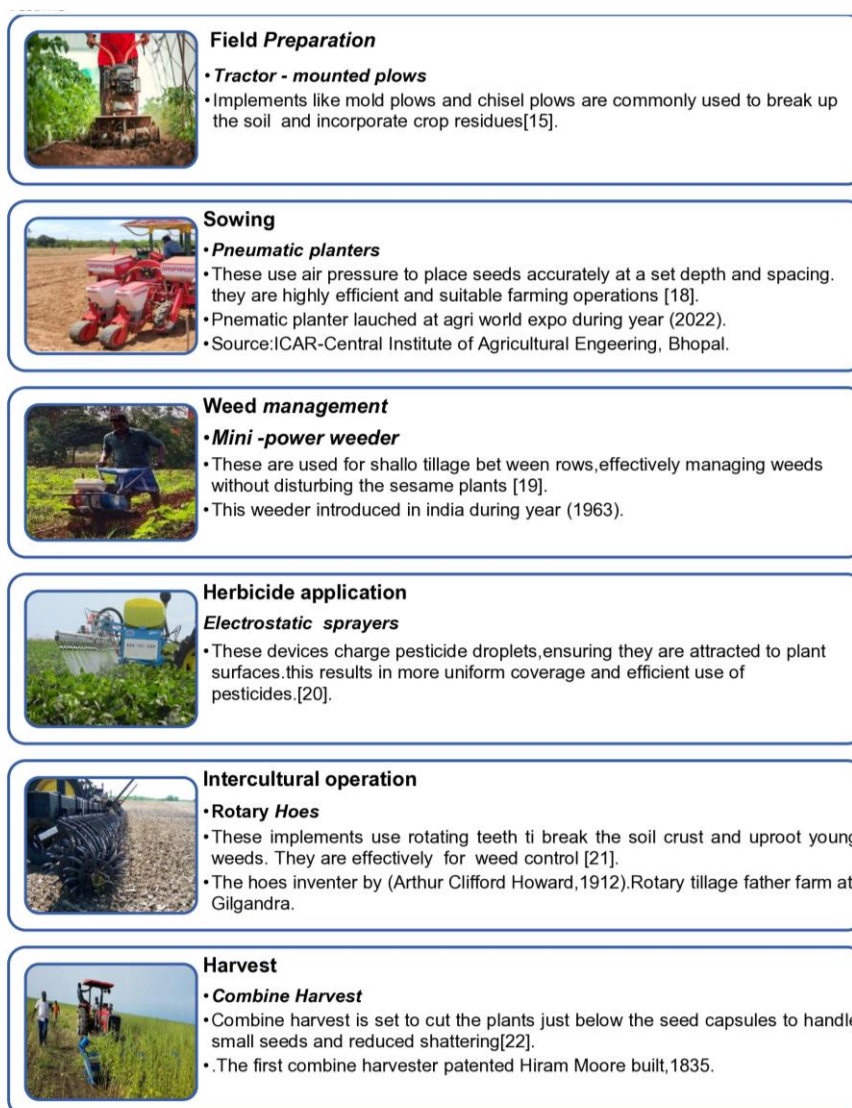 Field Preparation
•Tractor - mounted plows
•Implements like mold plows and chisel plows are commonly used to break up
the soil and incorporate crop residues[15].
Sowing
•Pneumatic planters
•These use air pressure to place seeds accurately at a set depth and spacing.
they are highly efficient and suitable farming operations [18].
•Pnematic planter lauched at agri world expo during year (2022).
•Source:ICAR-Central Institute of Agricultural Engeering, Bhopal.
Weed management
•Mini -power weeder
•These are used for shallo tillage bet ween rows,effectively managing weeds
without disturbing the sesame plants [19].
•This weeder introduced in india during year (1963).
Herbicide application
Electrostatic sprayers
•These devices charge pesticide droplets,ensuring they are attracted to plant
surfaces.this results in more uniform coverage and efficient use of
pesticides.[20].
Intercultural operation
•Rotary Hoes
•These implements use rotating teeth ti break the soil crust and uproot young
weeds. They are effectively for weed control [21].
•The hoes inventer by (Arthur Clifford Howard,1912).Rotary tillage father farm at
Gilgandra.
Harvest
•Combine Harvest
•Combine harvest is set to cut the plants just below the seed capsules to handle
small seeds and reduced shattering[22].
•.The first combine harvester patented Hiram Moore built,1835.